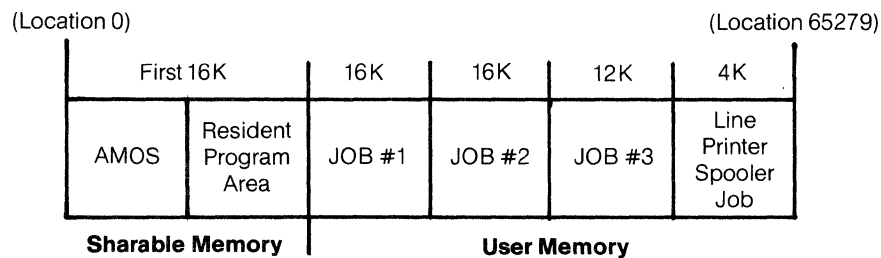 (Location 0)
(Location 65279)
First 16K
16K
16K
12K
4K
AMOS
Resident
Program
Area
JOB #1
JOB #2
JOB #3
Line
Printer
Spooler
Job
Sharable Memory
User Memory